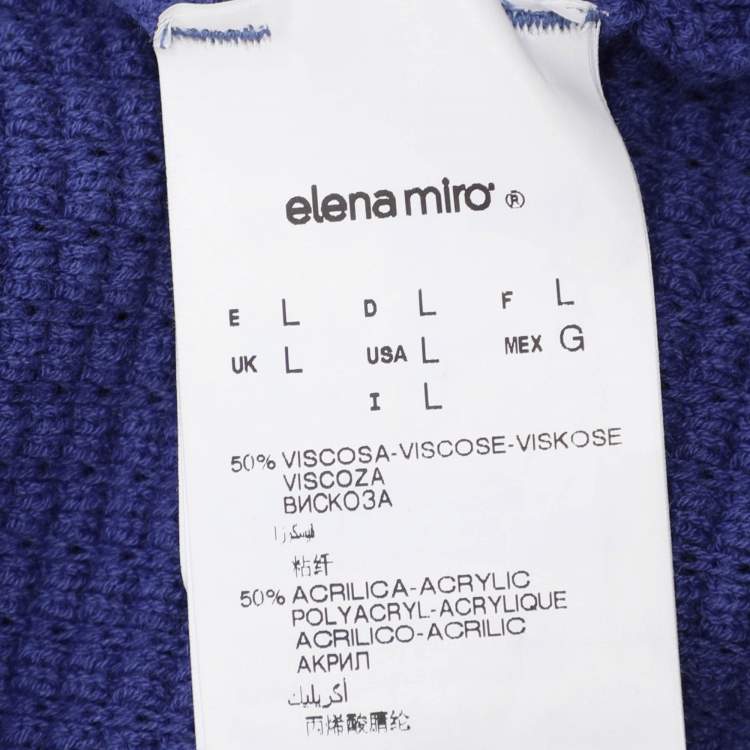 elena miro ®
E L D L F L
UK L USA L MEX G
I L
50% VISCOSA-VISCOSE-VISKOSE
VISCOZA
ВИСКОЗА
粘纤
50% ACRILICA-ACRYLIC
POLYACRYL-ACRYLIQUE
ACRILICO-ACRILIC
АКРИЛ
أكريليك
丙烯酸腈纶